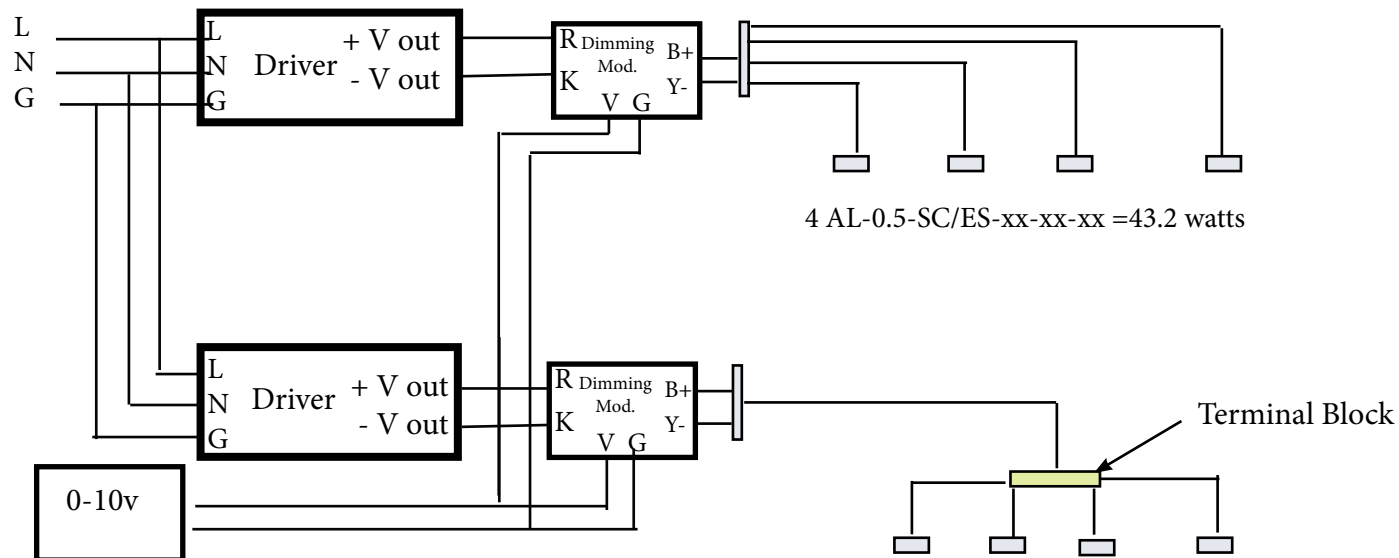 L
N
G
L
N
G
Driver
+ V out
- V out
R
K
Dimming
Mod.
B+
Y-
V G
4 AL-0.5-SC/ES-xx-xx-xx =43.2 watts
L
N
G
Driver
+ V out
- V out
R
K
Dimming
Mod.
B+
Y-
V G
Terminal Block
0-10v